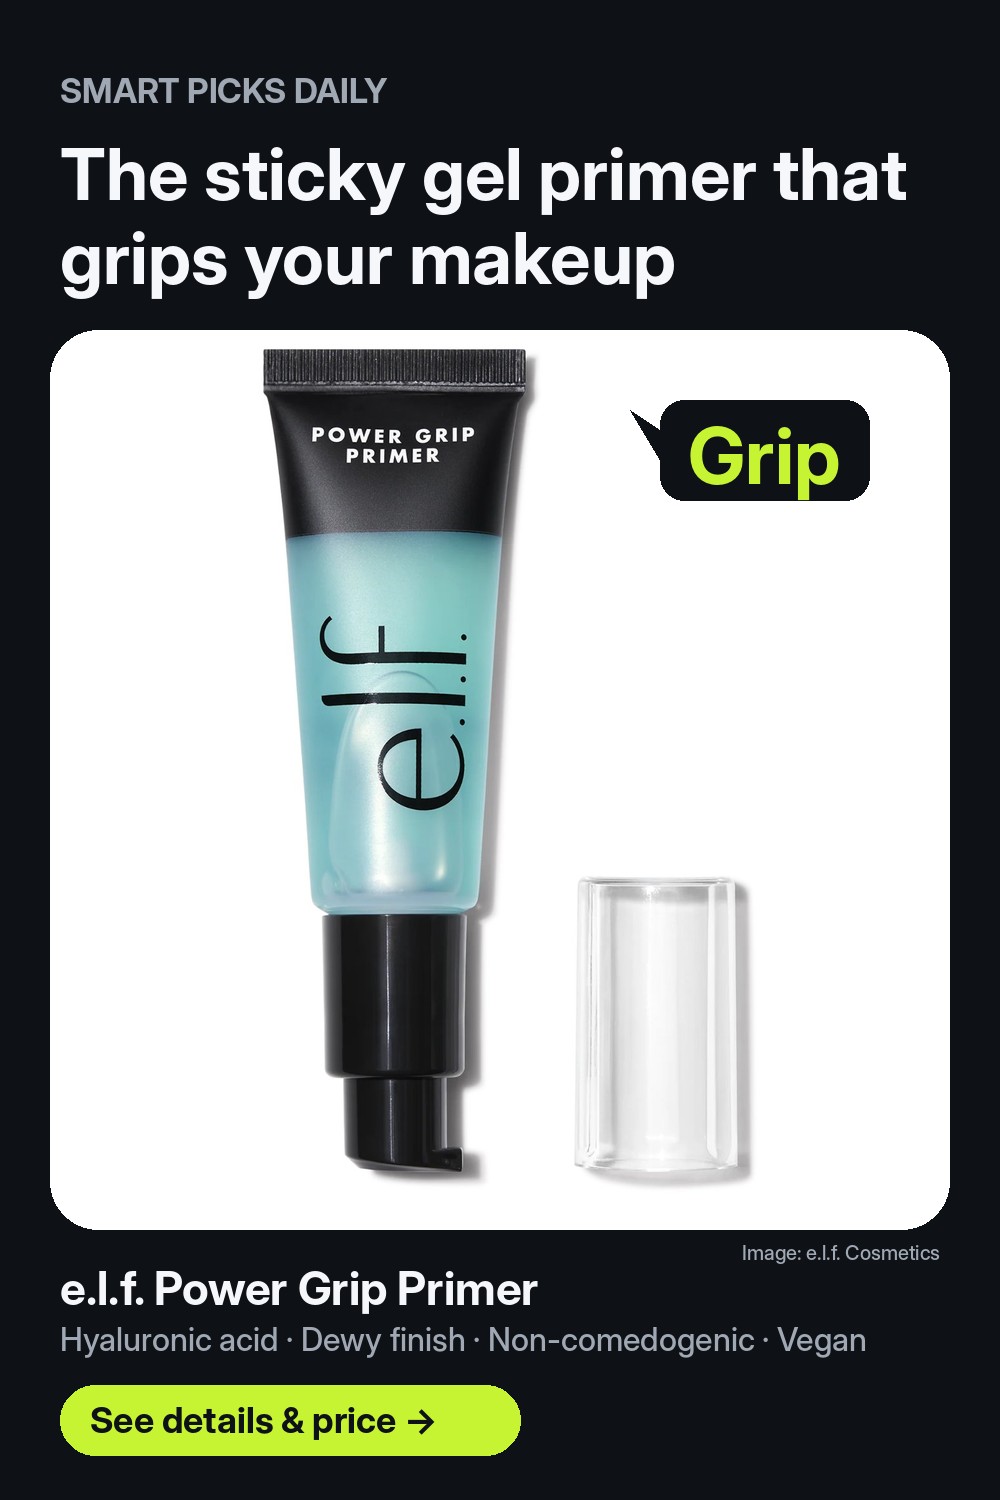 SMART PICKS DAILY
The sticky gel primer that
grips your makeup
POWER GRIP
PRIMER
Grip
e.l.f.
Image: e.l.f. Cosmetics
e.l.f. Power Grip Primer
Hyaluronic acid · Dewy finish · Non-comedogenic · Vegan
See details & price →